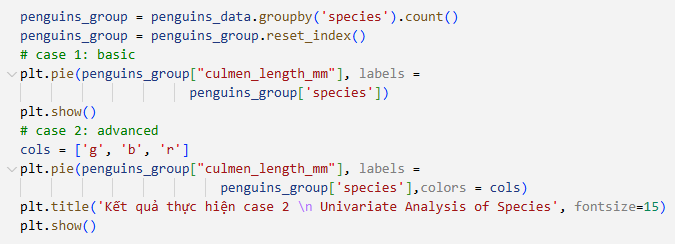 penguins_group = penguins_data.groupby('species').count()
penguins_group = penguins_group.reset_index()
# case 1: basic
plt.pie(penguins_group["culmen_length_mm"], labels =
penguins_group['species'])
plt.show()
# case 2: advanced
cols = ['g', 'b', 'r']
plt.pie(penguins_group["culmen_length_mm"], labels =
penguins_group['species'],colors = cols)
plt.title('Kết quả thực hiện case 2 \n Univariate Analysis of Species', fontsize=15)
plt.show()